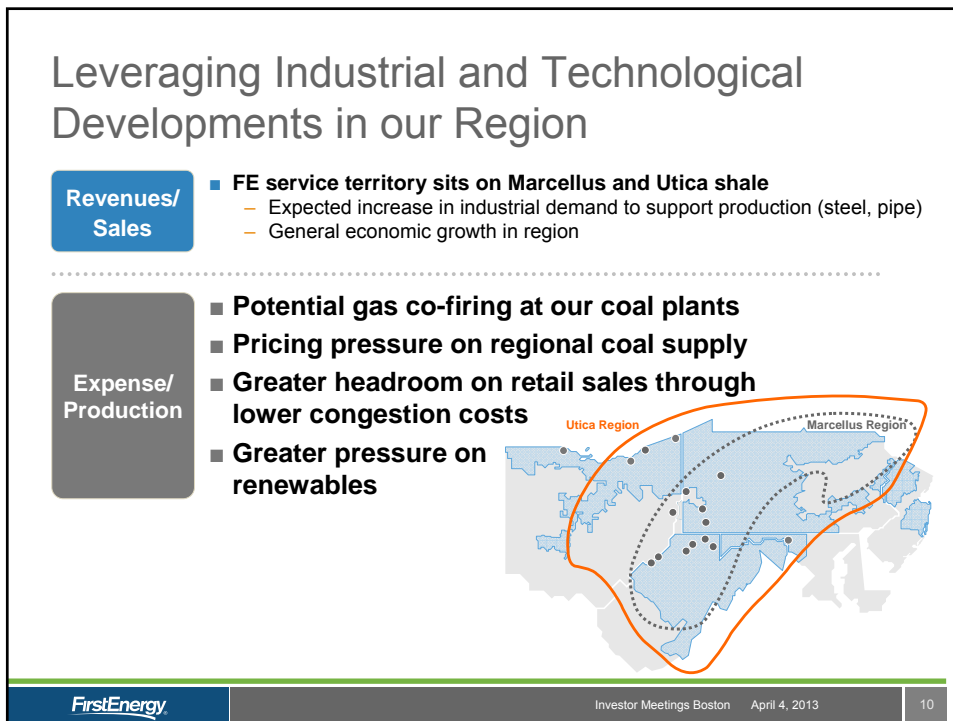 Leveraging Industrial and Technological
Developments in our Region
Revenues/
Sales
■ FE service territory sits on Marcellus and Utica shale
– Expected increase in industrial demand to support production (steel, pipe)
– General economic growth in region
Expense/
Production
■ Potential gas co-firing at our coal plants
■ Pricing pressure on regional coal supply
■ Greater headroom on retail sales through
lower congestion costs
■ Greater pressure on
renewables
Utica Region
Marcellus Region
FirstEnergy
Investor Meetings Boston April 4, 2013 10